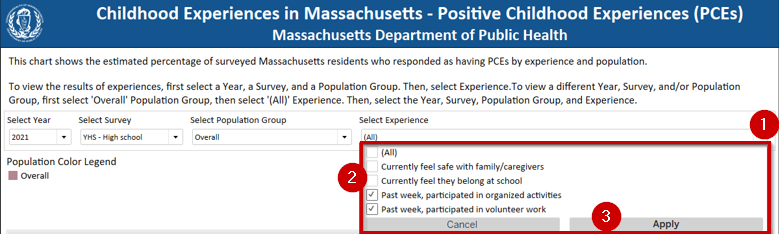 Childhood Experiences in Massachusetts - Positive Childhood Experiences (PCEs)
Massachusetts Department of Public Health
This chart shows the estimated percentage of surveyed Massachusetts residents who responded as having PCEs by experience and population.
To view the results of experiences, first select a Year, a Survey, and a Population Group. Then, select Experience.To view a different Year, Survey, and/or Population
Group, first select 'Overall' Population Group, then select '(All)' Experience. Then, select the Year, Survey, Population Group, and Experience.
Select Year Select Survey Select Population Group Select Experience 1
2021 YHS - High school Overall (All)
(All)
Population Color Legend
Currently feel safe with family/caregivers
Overall
2
Currently feel they belong at school
Past week, participated in organized activities
Past week, participated in volunteer work
3
Cancel Apply